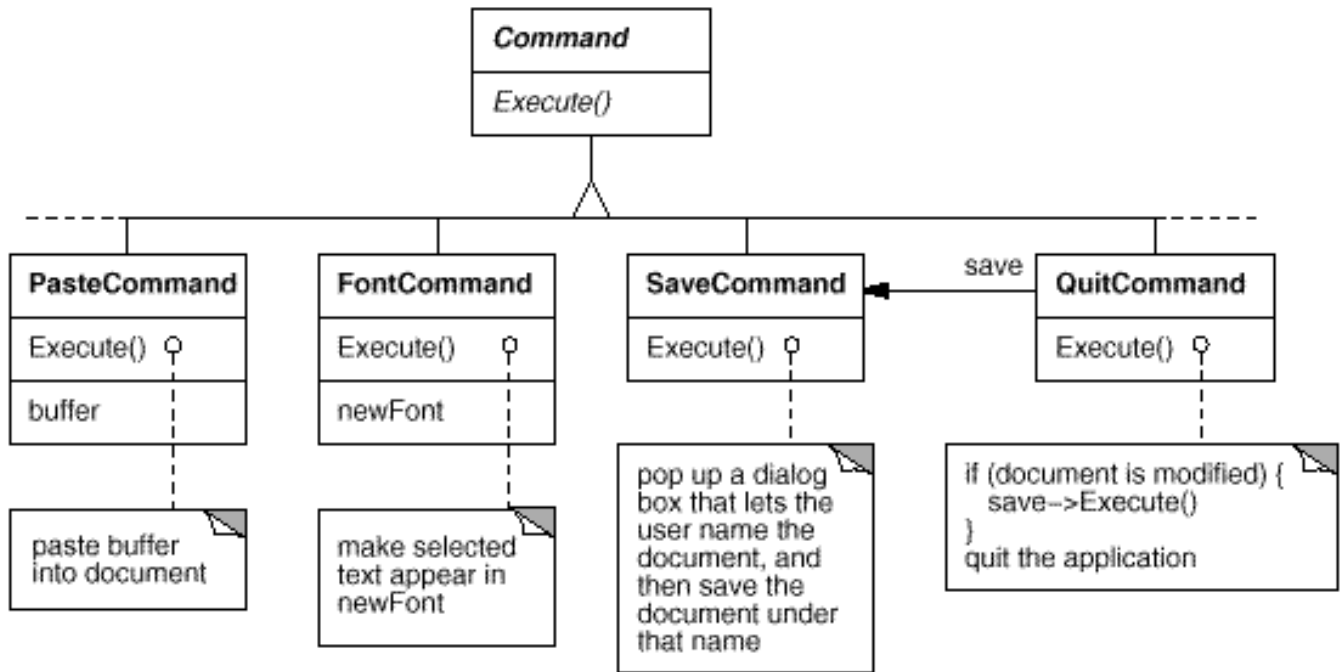 Command
Execute()
PasteCommand
Execute()
buffer
paste buffer
into document
FontCommand
Execute()
newFont
make selected
text appear in
newFont
SaveCommand
Execute()
pop up a dialog
box that lets the
user name the
document, and
then save the
document under
that name
save
QuitCommand
Execute()
if (document is modified) {
save–>Execute()
}
quit the application